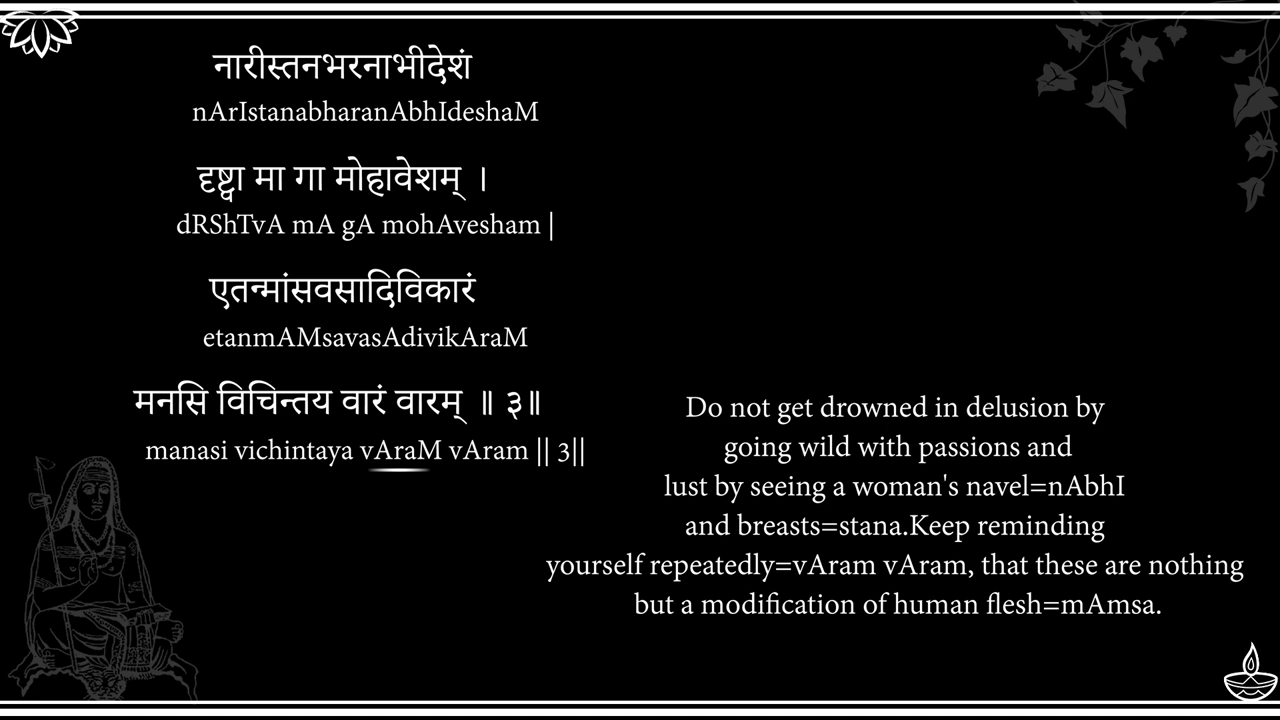 नारीस्तनभरनाभीदेशं
nArIstanabharanAbhIdeshaM
दृष्ट्वा मा गा मोहावेशम् ।
dRShTvA mA gA mohAvesham |
एतन्मांसवसादिविकारं
etanmAMsavasAdivikAraM
मनसि विचिन्तय वारं वारम् ॥ ३॥
manasi vichintaya vAraM vAram || 3||
Do not get drowned in delusion by
going wild with passions and
lust by seeing a woman's navel=nAbhI
and breasts=stana.Keep reminding
yourself repeatedly=vAram vAram, that these are nothing
but a modification of human flesh=mAmsa.